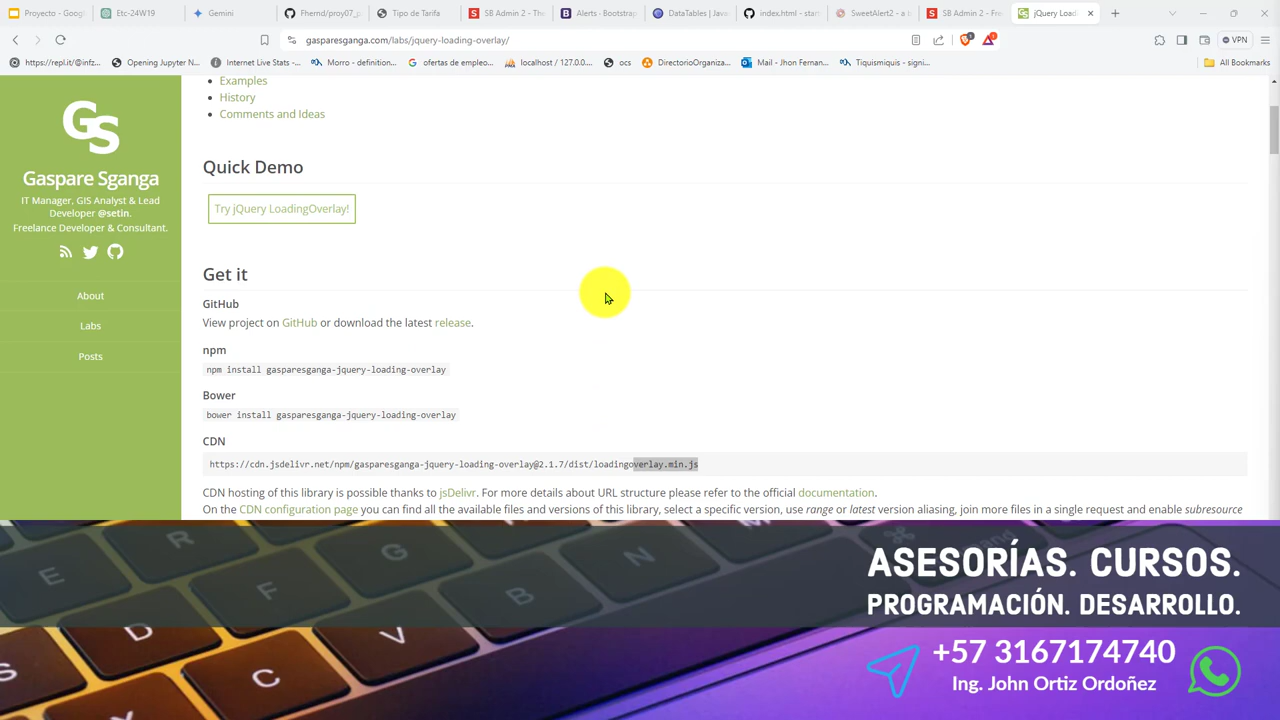 Proyecto - Googl
Etc-24W19
Gemini
Fhernd/proy07_p
Tipo de Tarifa
SB Admin 2 - The
Alerts · Bootstrap
DataTables | Java
index.html - start
SweetAlert2 - a b
SB Admin 2 - Fre
jQuery Load
gasparesganga.com/labs/jquery-loading-overlay/
VPN
https://repl.it/@infz...
Opening Jupyter N...
Internet Live Stats -...
Morro - definition...
ofertas de empleo...
localhost / 127.0.0...
ocs
DirectorioOrganiza...
Mail - Jhon Fernan...
Tiquismiquis - signi...
All Bookmarks
GS
Gaspare Sganga
IT Manager, GIS Analyst & Lead
Developer @setin.
Freelance Developer & Consultant.
About
Labs
Posts
Examples
History
Comments and Ideas
Quick Demo
Try jQuery LoadingOverlay!
Get it
GitHub
View project on GitHub or download the latest release.
npm
npm install gasparesganga-jquery-loading-overlay
Bower
bower install gasparesganga-jquery-loading-overlay
CDN
https://cdn.jsdelivr.net/npm/gasparesganga-jquery-loading-overlay@2.1.7/dist/loadingoverlay.min.js
CDN hosting of this library is possible thanks to jsDelivr. For more details about URL structure please refer to the official documentation.
On the CDN configuration page you can find all the available files and versions of this library, select a specific version, use range or latest version aliasing, join more files in a single request and enable subresource
ASESORÍAS. CURSOS.
PROGRAMACIÓN. DESARROLLO.
+57 3167174740
Ing. John Ortiz Ordoñez
E
R
F
G
B
N
D
V
C